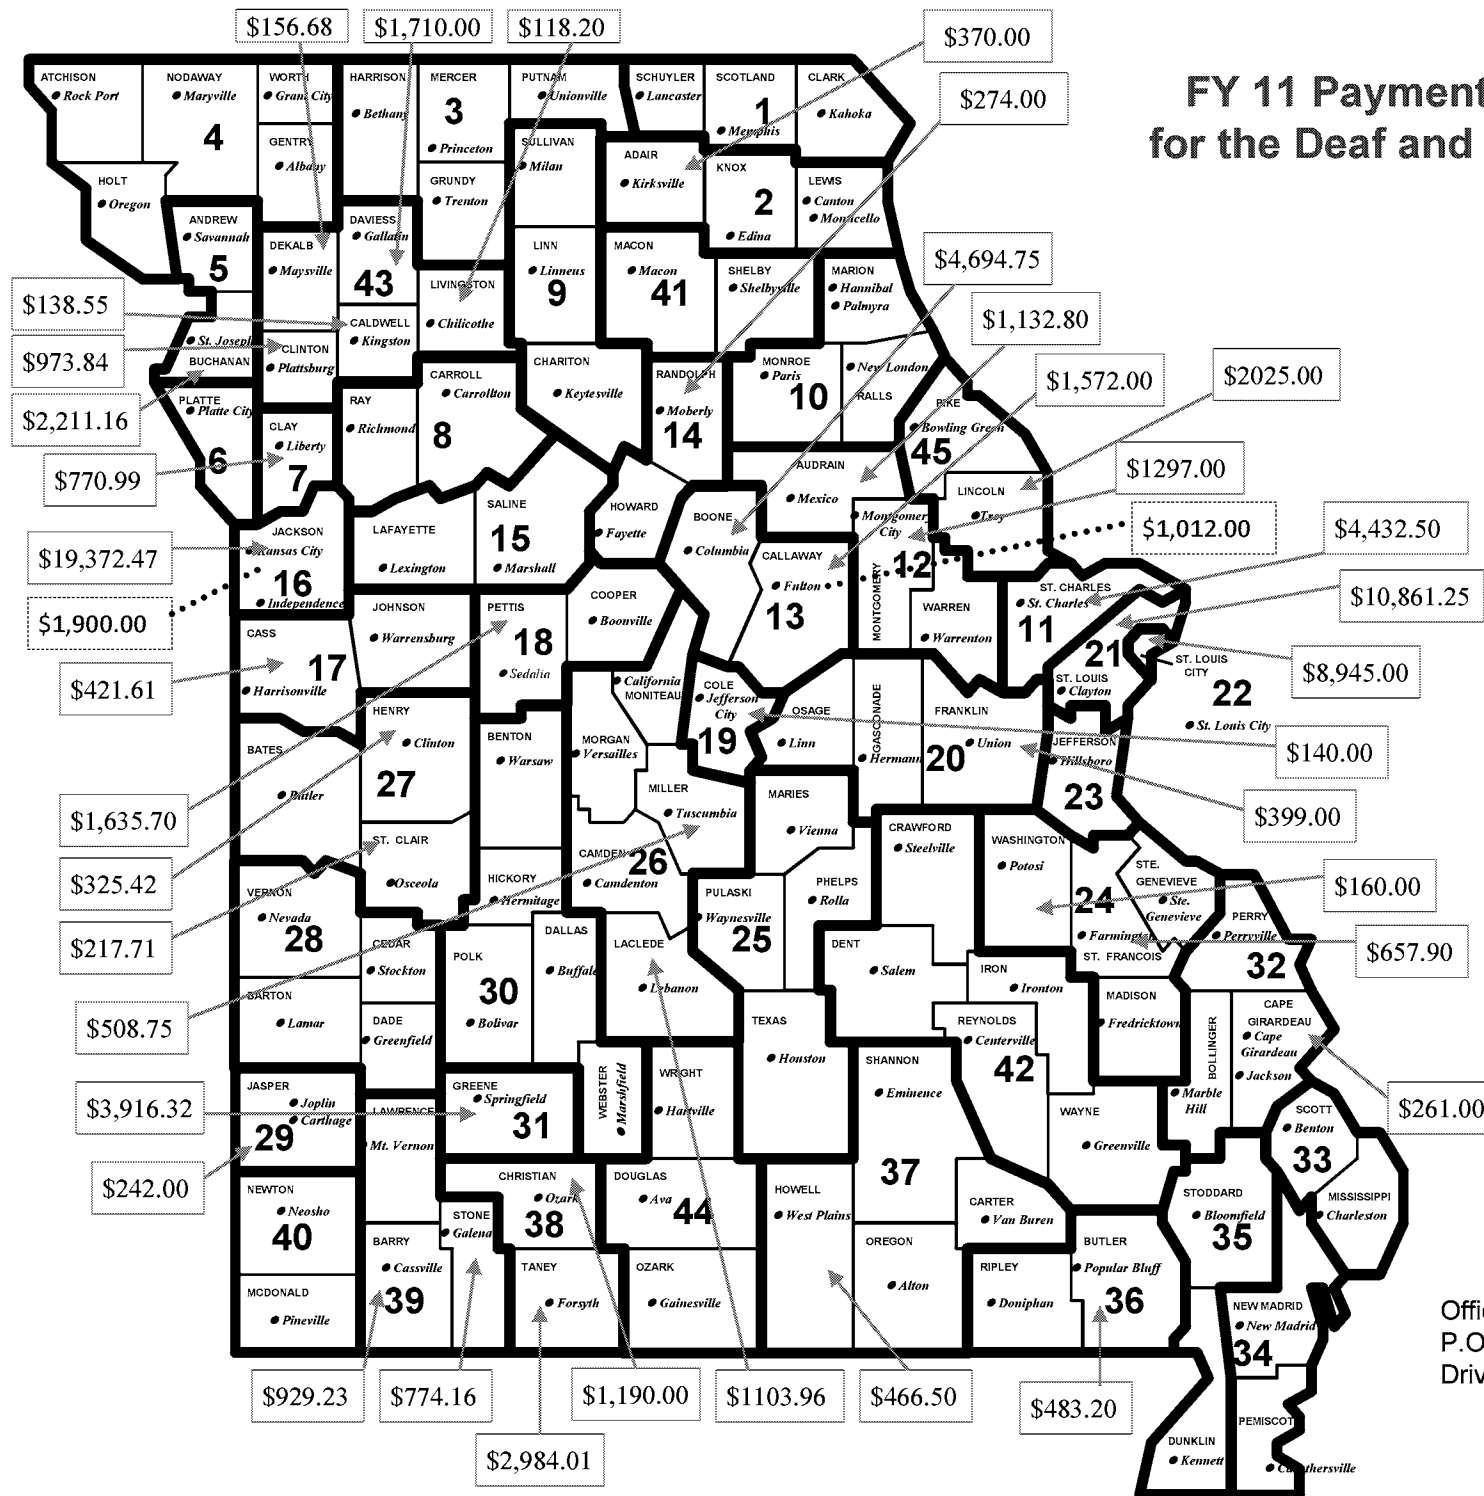 $156.68
$1,710.00
$118.20
$370.00
$274.00
FY 11 Payment
for the Deaf and
ATCHISON
Rock Port
NODAWAY
Maryville
WORTH
Grant City
HARRISON
Bethany
MERCER
3
Princeton
PUTNAM
Unionville
SCHUYLER
Lancaster
SCOTLAND
1
Memphis
CLARK
Kahoka
4
GENTRY
Albany
SULLIVAN
Milan
ADAIR
Kirksville
KNOX
2
Edina
LEWIS
Canton
Monticello
HOLT
Oregon
GRUNDY
Trenton
ANDREW
Savannah
5
DEKALB
Maysville
DAVIESS
Gallatin
43
LIVINGSTON
Chilicothe
LINN
Linneus
9
MACON
Macon
41
SHELBY
Shelbyville
MARION
Hannibal
Palmyra
$4,694.75
$1,132.80
$1,572.00
$2025.00
$138.55
$973.84
$2,211.16
$770.99
St. Joseph
BUCHANAN
CLINTON
Plattsburg
CALDWELL
Kingston
CARROLL
Carrollton
8
CHARITON
Keytesville
RANDOLPH
Moberly
14
MONROE
Paris
10
New London
RALLS
PIKE
Bowling Green
45
PLATTE
Platte City
6
CLAY
Liberty
7
RAY
Richmond
AUDRAIN
Mexico
LINCOLN
Troy
$1297.00
$1,012.00
$4,432.50
$10,861.25
$8,945.00
$19,372.47
$1,900.00
$421.61
JACKSON
Kansas City
16
Independence
LAFAYETTE
Lexington
SALINE
15
Marshall
HOWARD
Fayette
BOONE
Columbia
CALLAWAY
Fulton
13
Montgomery
City
12
MONTGOMERY
WARREN
Warrenton
ST. CHARLES
St. Charles
11
21
ST. LOUIS
Clayton
ST. LOUIS
CITY
22
St. Louis City
CASS
17
Harrisonville
JOHNSON
Warrensburg
PETTIS
18
Sedalia
COOPER
Boonville
California
MONITEAU
COLE
Jefferson
City
19
OSAGE
Linn
GASCONADE
Hermann
FRANKLIN
Union
20
JEFFERSON
Hillsboro
23
$140.00
$399.00
BATES
Butler
HENRY
Clinton
27
BENTON
Warsaw
MORGAN
Versailles
MILLER
Tuscumbia
MARIES
Vienna
CRAWFORD
Steelville
WASHINGTON
Potosi
$1,635.70
$325.42
$217.71
$508.75
ST. CLAIR
Osceola
HICKORY
Hermitage
CAMDEN
26
Camdenton
PULASKI
Waynesville
25
PHELPS
Rolla
24
Farmington
ST. FRANCOIS
STE.
GENEVIEVE
Ste.
Genevieve
PERRY
Perryville
32
$160.00
$657.90
VERNON
Nevada
28
CEDAR
Stockton
POLK
30
Bolivar
DALLAS
Buffalo
LACLEDE
Lebanon
DENT
Salem
IRON
Ironton
MADISON
Fredricktown
BOLLINGER
Marble
Hill
CAPE
GIRARDEAU
Cape
Girardeau
Jackson
BARTON
Lamar
DADE
Greenfield
TEXAS
Houston
REYNOLDS
Centerville
42
$3,916.32
$242.00
JASPER
Joplin
Carthage
29
LAWRENCE
Mt. Vernon
GREENE
Springfield
31
WEBSTER
Marshfield
WRIGHT
Hartville
SHANNON
Eminence
37
WAYNE
Greenville
SCOTT
Benton
33
$261.00
NEWTON
Neosho
40
CHRISTIAN
Ozark
38
DOUGLAS
Ava
44
HOWELL
West Plains
CARTER
Van Buren
STODDARD
Bloomfield
35
MISSISSIPPI
Charleston
STONE
Galena
BARRY
Cassville
39
MCDONALD
Pineville
TANEY
Forsyth
OZARK
Gainesville
OREGON
Alton
RIPLEY
Doniphan
BUTLER
Popular Bluff
36
NEW MADRID
New Madrid
34
Offi
P.O
Driv
$929.23
$774.16
$1,190.00
$1103.96
$466.50
$483.20
$2,984.01
PEMISCOT
Caruthersville
DUNKLIN
Kennett